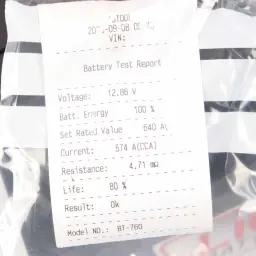 VIN:
Battery Test Report
Voltage: 12.86 V
Batt. Energy 100 %
Set Rated Value 640 A
Current: 574 A(CCA)
Resistance: 4.71 mΩ
Life: 80 %
Result: Ok
Model NO.: BT-760